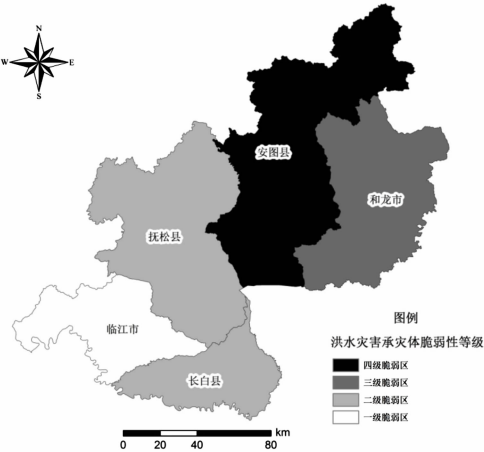 N
W
E
S
安图县
和龙市
抚松县
临江市
长白县
图例
洪水灾害承灾体脆弱性等级
四级脆弱区
三级脆弱区
二级脆弱区
一级脆弱区
km
0 20 40 80